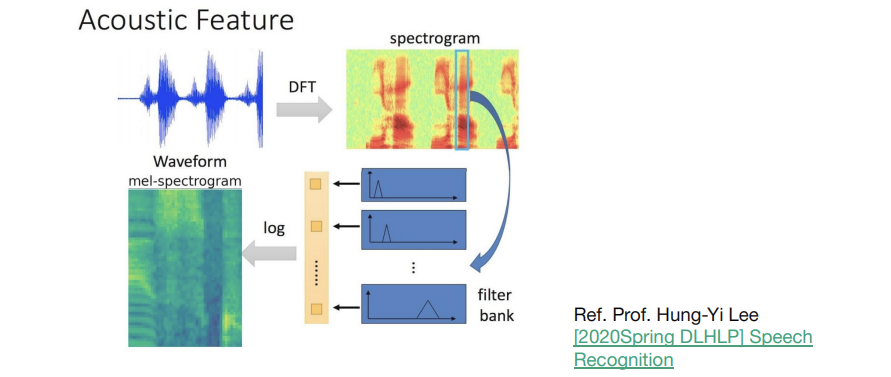 Acoustic Feature
spectrogram
DFT
Waveform
mel-spectrogram
log
filter
bank
Ref. Prof. Hung-Yi Lee
[2020Spring DLHLP] Speech
Recognition